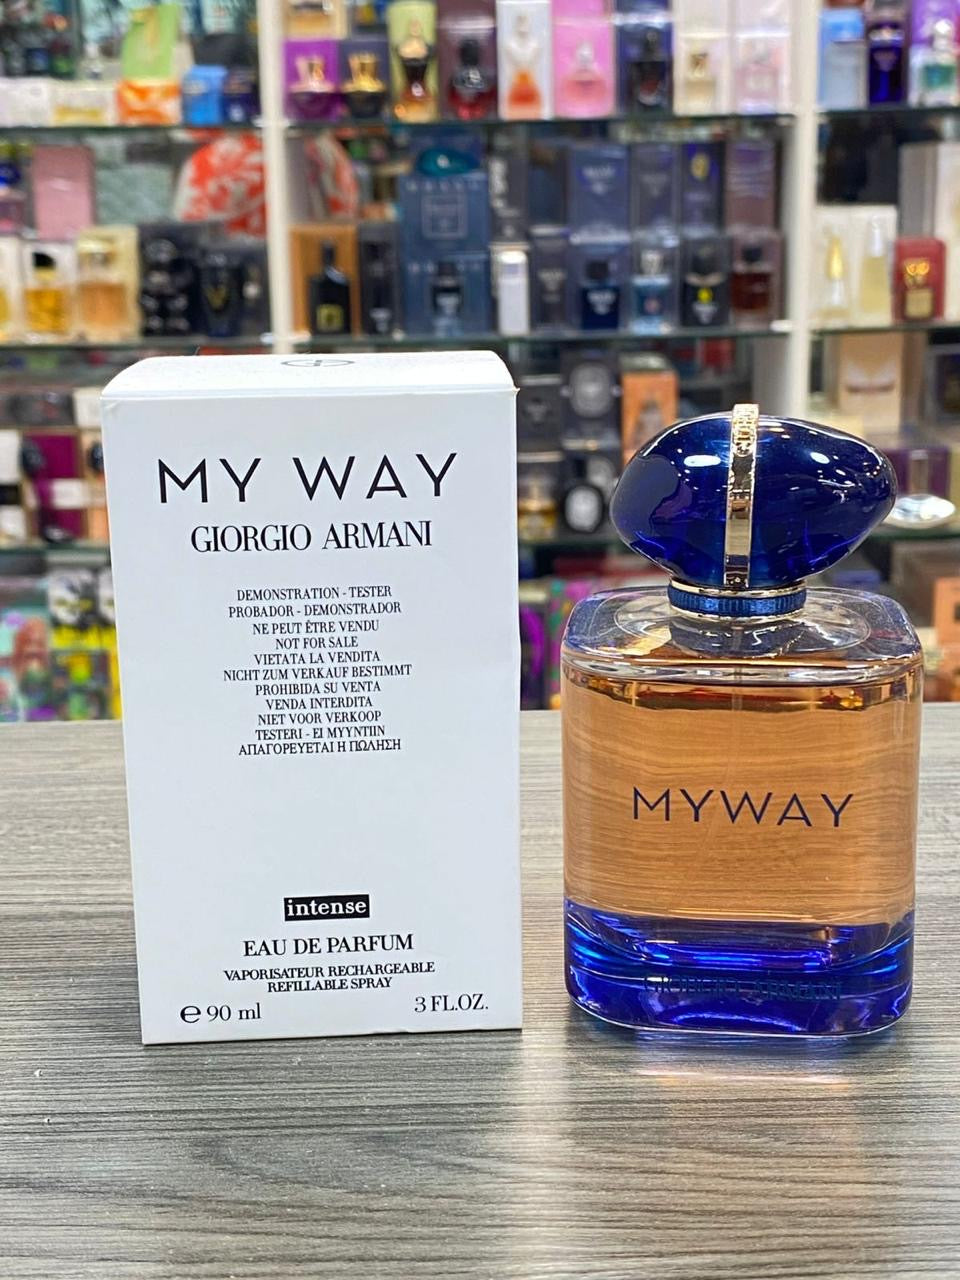 MY WAY
GIORGIO ARMANI
DEMONSTRATION - TESTER
PROBADOR - DEMONSTRADOR
NE PEUT ÊTRE VENDU
NOT FOR SALE
VIETATA LA VENDITA
NICHT ZUM VERKAUF BESTIMMT
PROHIBIDA SU VENTA
VENDA INTERDITA
NIET VOOR VERKOOP
TESTERI - EI MYYNTIIN
ΑΠΑΓΟΡΕΥΕΤΑΙ Η ΠΩΛΗΣΗ
intense
EAU DE PARFUM
VAPORISATEUR RECHARGEABLE
REFILLABLE SPRAY
e 90 ml 3 FL.OZ.
MY WAY
GIORGIO ARMANI